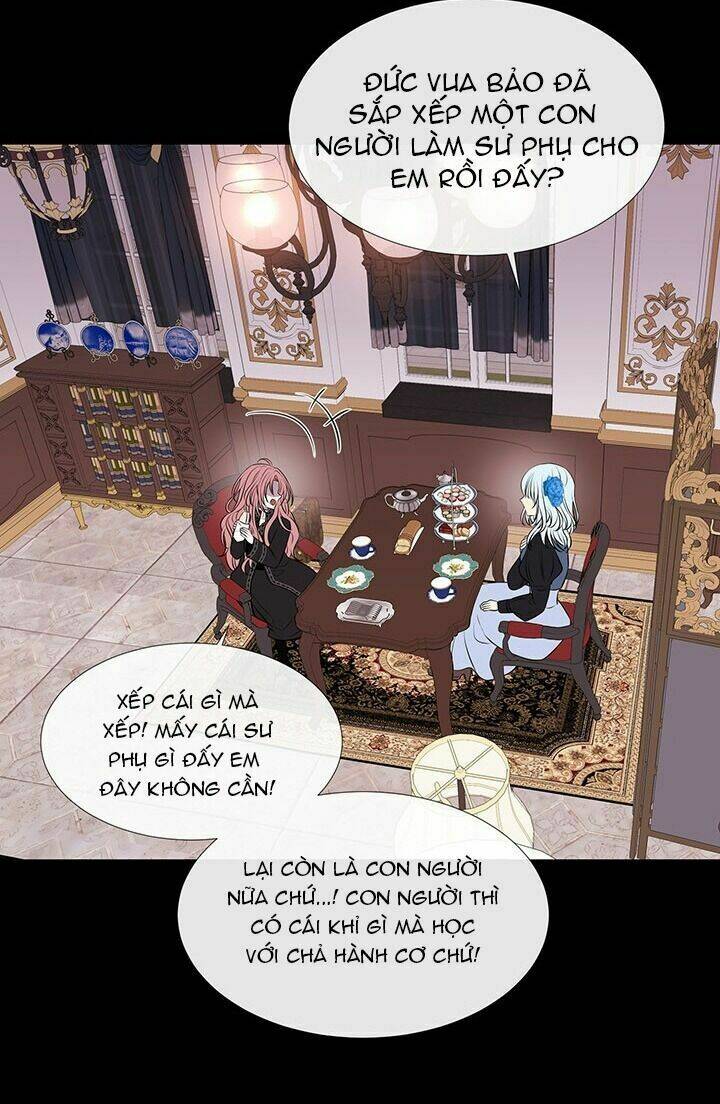 ĐỨC VUA BẢO ĐÃ
SẮP XẾP MỘT CON
NGƯỜI LÀM SƯ PHỤ CHO
EM RỒI ĐẤY?
XẾP CÁI GÌ MÀ
XẾP! MẤY CÁI SƯ
PHỤ GÌ ĐẤY EM
ĐÂY KHÔNG CẦN!
LẠI CÒN LÀ CON NGƯỜI
NỮA CHỨ...! CON NGƯỜI THÌ
CÓ CÁI KHỈ GÌ MÀ HỌC
VỚI CHẢ HÀNH CƠ CHỨ!